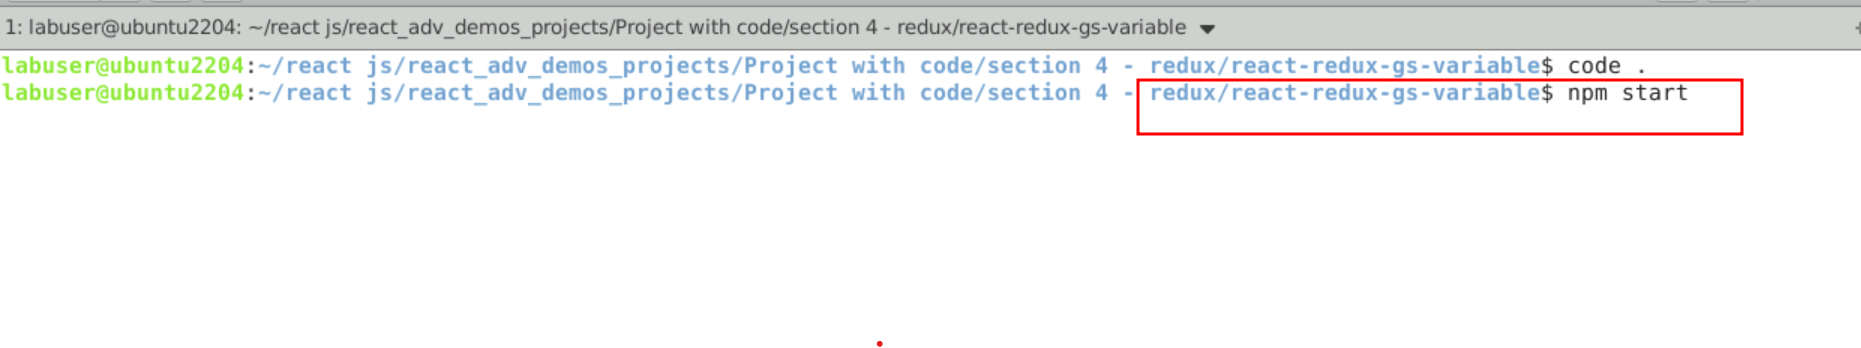 1: labuser@ubuntu2204: ~/react js/react_adv_demos_projects/Project with code/section 4 - redux/react-redux-gs-variable
labuser@ubuntu2204:~/react js/react_adv_demos_projects/Project with code/section 4 - redux/react-redux-gs-variable$ code .
labuser@ubuntu2204:~/react js/react_adv_demos_projects/Project with code/section 4 - redux/react-redux-gs-variable$ npm start